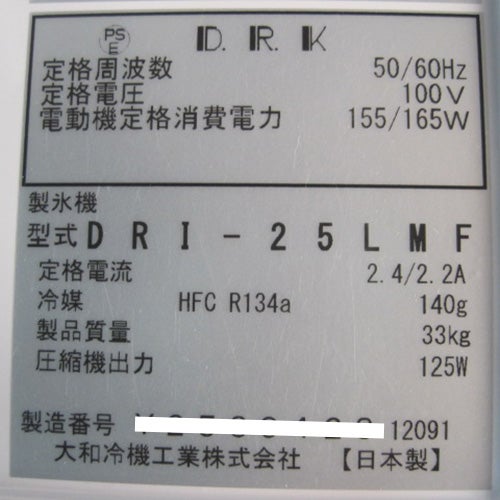 PS
E
D.R.K
定格周波数 50/60Hz
定格電圧 100V
電動機定格消費電力 155/165W
製氷機
型式 DRI-25LMF
定格電流 2.4/2.2A
冷媒 HFC R134a 140g
製品質量 33kg
圧縮機出力 125W
製造番号 12091
大和冷機工業株式会社 【日本製】